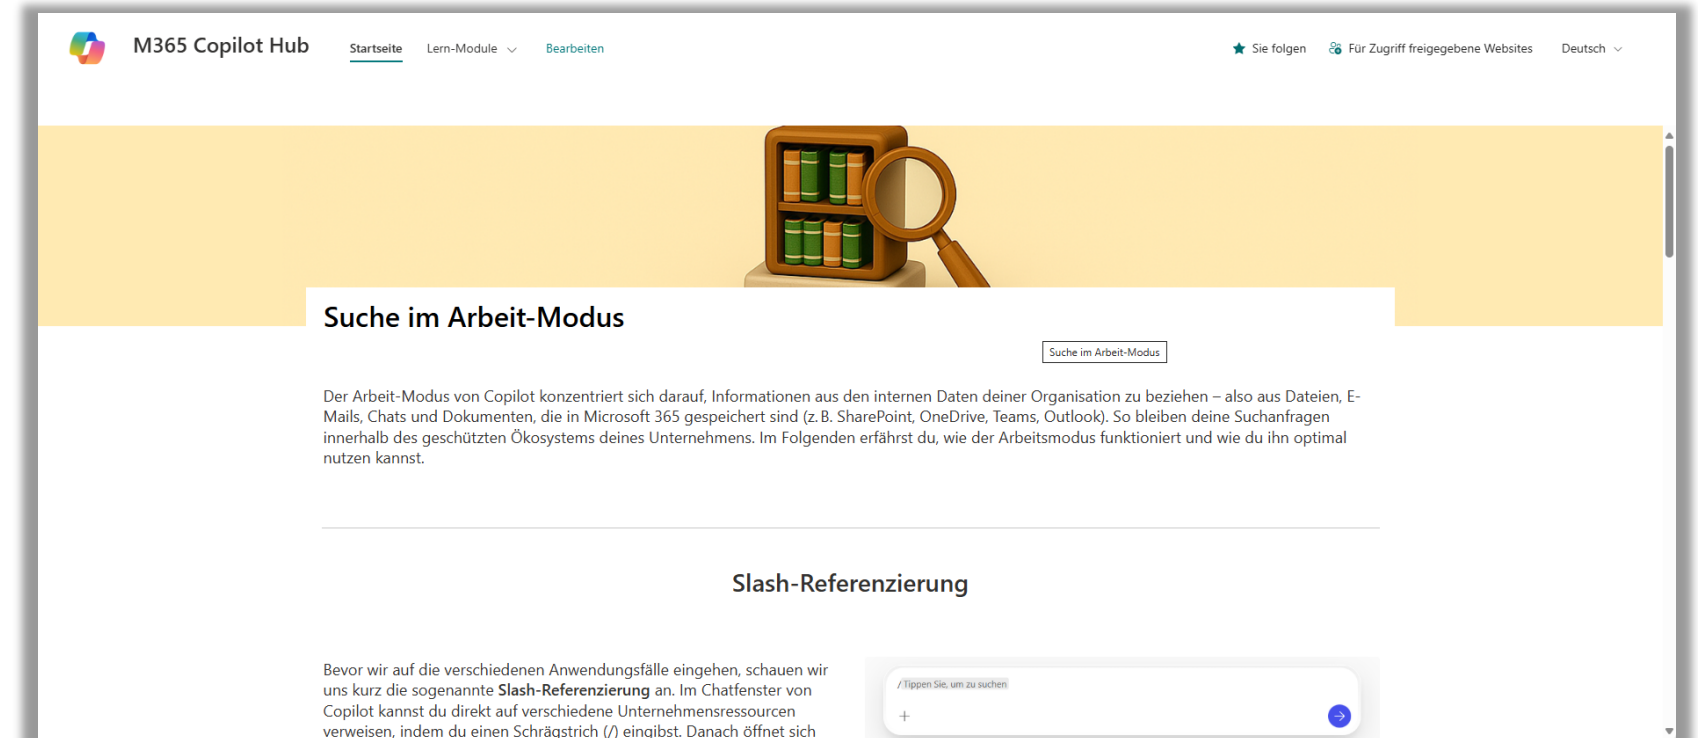 M365 Copilot Hub
Startseite
Lern-Module
Bearbeiten
Sie folgen
Für Zugriff freigegebene Websites
Deutsch
Suche im Arbeit-Modus
Suche im Arbeit-Modus
Der Arbeit-Modus von Copilot konzentriert sich darauf, Informationen aus den internen Daten deiner Organisation zu beziehen – also aus Dateien, E-
Mails, Chats und Dokumenten, die in Microsoft 365 gespeichert sind (z. B. SharePoint, OneDrive, Teams, Outlook). So bleiben deine Suchanfragen
innerhalb des geschützten Ökosystems deines Unternehmens. Im Folgenden erfährst du, wie der Arbeitsmodus funktioniert und wie du ihn optimal
nutzen kannst.
Slash-Referenzierung
Bevor wir auf die verschiedenen Anwendungsfälle eingehen, schauen wir
uns kurz die sogenannte Slash-Referenzierung an. Im Chatfenster von
Copilot kannst du direkt auf verschiedene Unternehmensressourcen
verweisen, indem du einen Schrägstrich (/) eingibst. Danach öffnet sich
/ Tippen Sie, um zu suchen